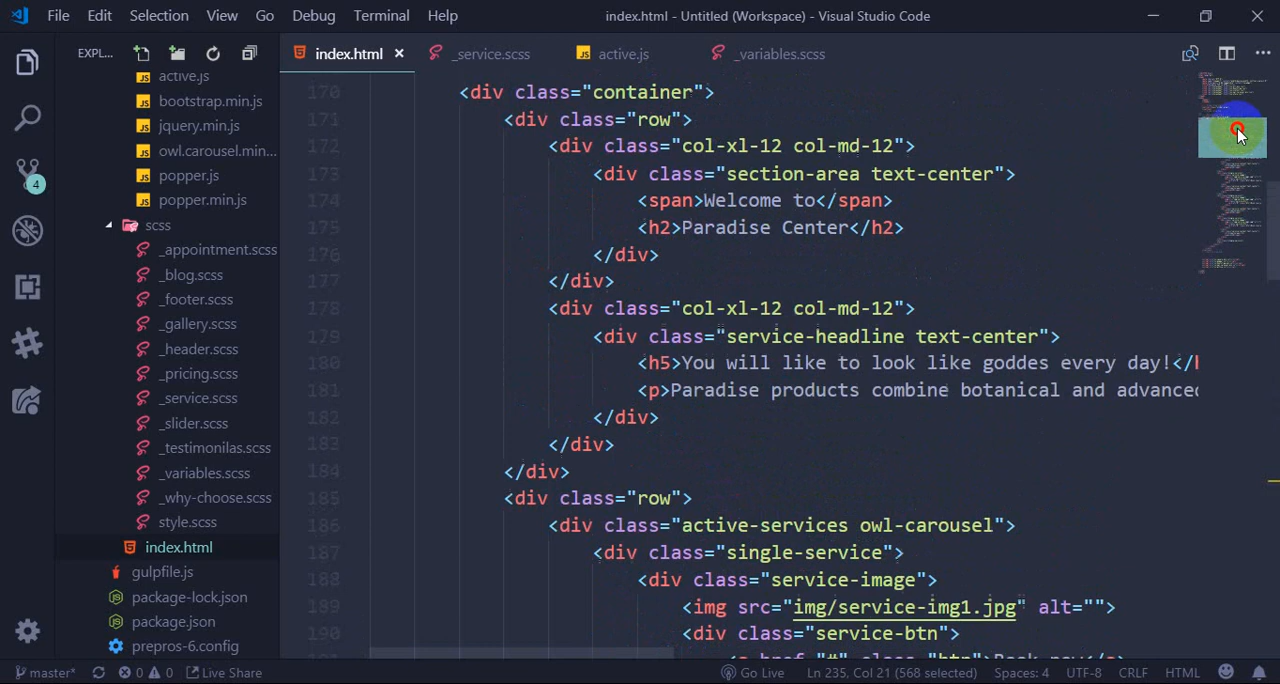 File Edit Selection View Go Debug Terminal Help index.html - Untitled (Workspace) - Visual Studio Code
EXPL... index.html _service.scss active.js _variables.scss
active.js
bootstrap.min.js
jquery.min.js
owl.carousel.min...
popper.js
popper.min.js
scss
_appointment.scss
_blog.scss
_footer.scss
_gallery.scss
_header.scss
_pricing.scss
_service.scss
_slider.scss
_testimonilas.scss
_variables.scss
_why-choose.scss
style.scss
index.html
gulpfile.js
package-lock.json
package.json
prepros-6.config
4
170 <div class="container">
171 <div class="row">
172 <div class="col-xl-12 col-md-12">
173 <div class="section-area text-center">
174 <span>Welcome to</span>
175 <h2>Paradise Center</h2>
176 </div>
177 </div>
178 <div class="col-xl-12 col-md-12">
179 <div class="service-headline text-center">
180 <h5>You will like to look like goddes every day!</h
181 <p>Paradise products combine botanical and advanced
182 </div>
183 </div>
184 </div>
185 <div class="row">
186 <div class="active-services owl-carousel">
187 <div class="single-service">
188 <div class="service-image">
189 <img src="img/service-img1.jpg" alt="">
190 <div class="service-btn">
master* 0 0 Live Share Go Live Ln 235, Col 21 (568 selected) Spaces: 4 UTF-8 CRLF HTML